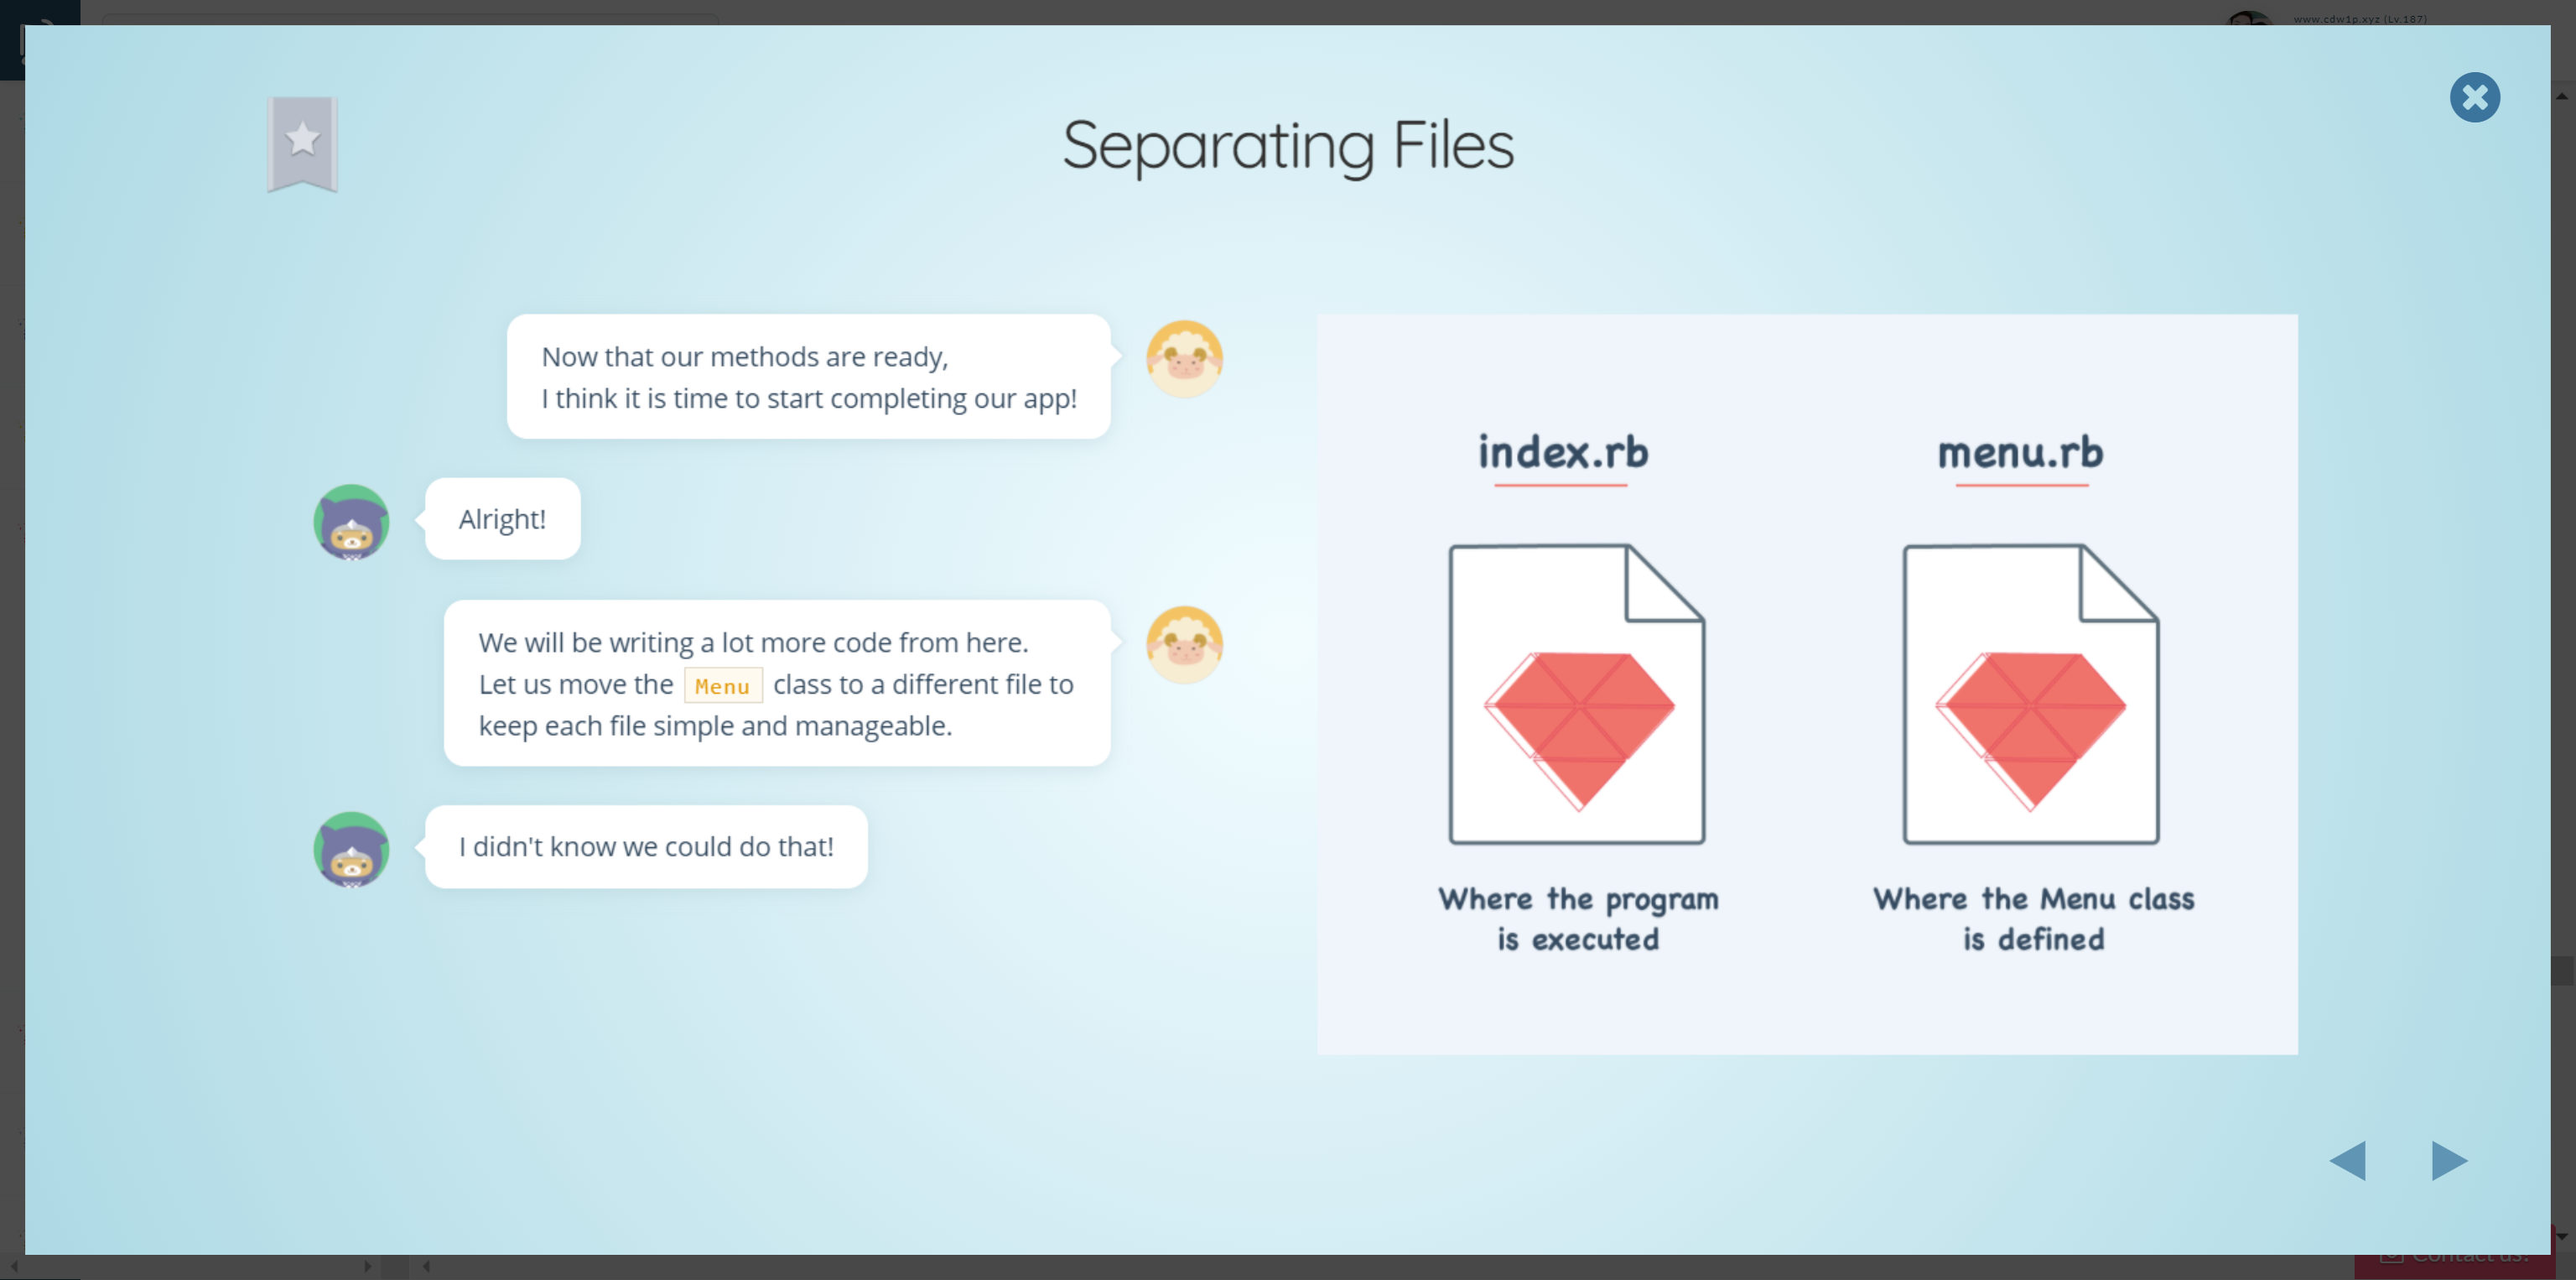 www.cdw1p.xyz (Lv.187)
Separating Files
Now that our methods are ready,
I think it is time to start completing our app!
Alright!
We will be writing a lot more code from here.
Let us move the Menu class to a different file to
keep each file simple and manageable.
I didn't know we could do that!
index.rb
menu.rb
Where the program
is executed
Where the Menu class
is defined
Contact us!